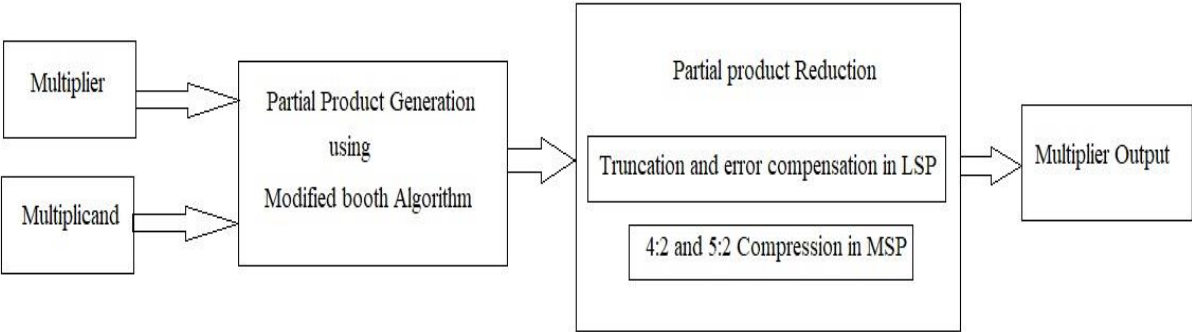 Multiplier
Multiplicand
Partial Product Generation
using
Modified booth Algorithm
Partial product Reduction
Truncation and error compensation in LSP
4:2 and 5:2 Compression in MSP
Multiplier Output